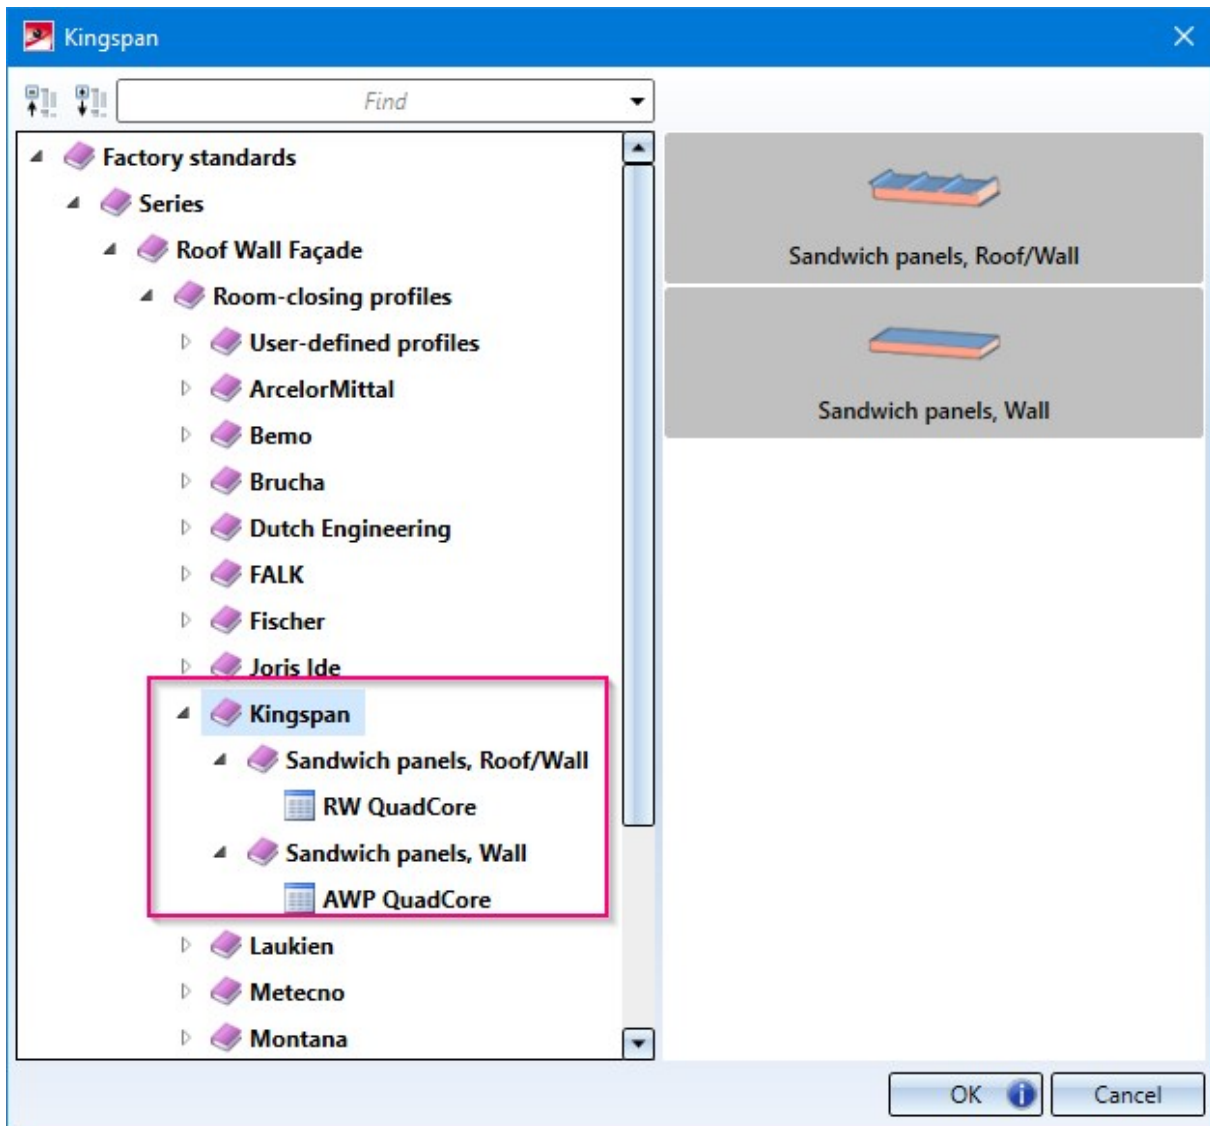 Kingspan
Find
Factory standards
Series
Roof Wall Façade
Room-closing profiles
User-defined profiles
ArcelorMittal
Bemo
Brucha
Dutch Engineering
FALK
Fischer
Joris Ide
Kingspan
Sandwich panels, Roof/Wall
RW QuadCore
Sandwich panels, Wall
AWP QuadCore
Laukien
Metecno
Montana
Sandwich panels, Roof/Wall
Sandwich panels, Wall
OK
Cancel